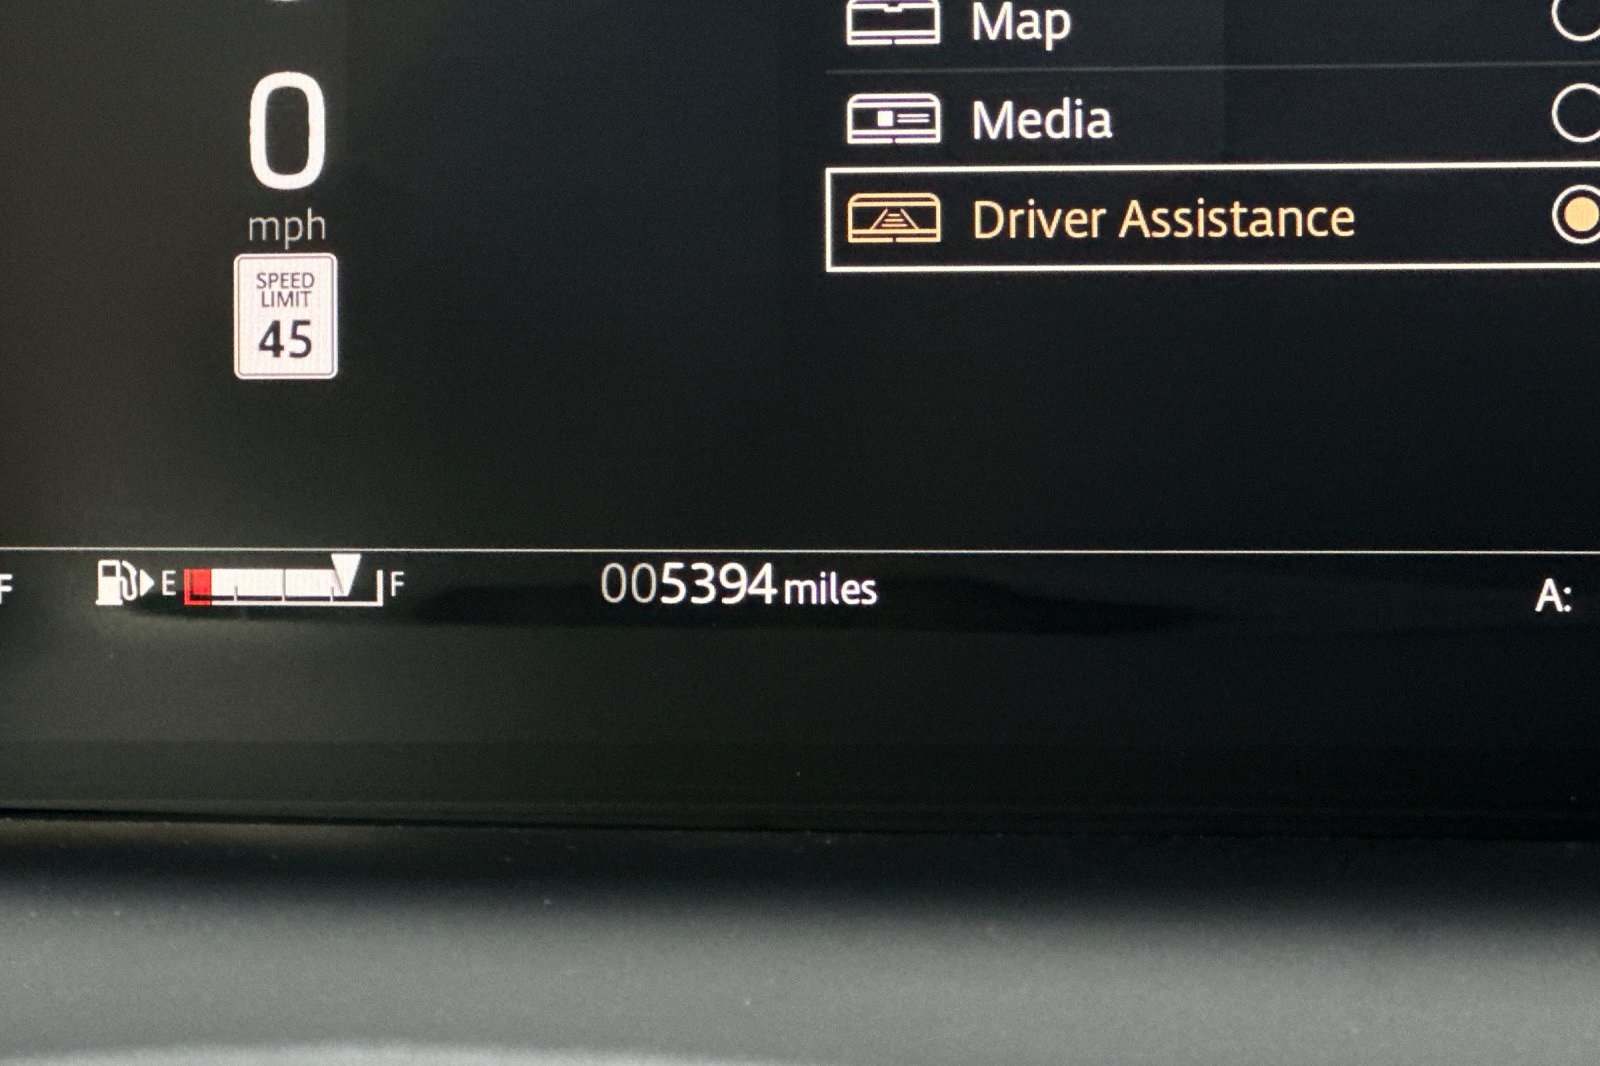 Map
0
mph
Media
Driver Assistance
SPEED
LIMIT
45
F
E
F
005394 miles
A: